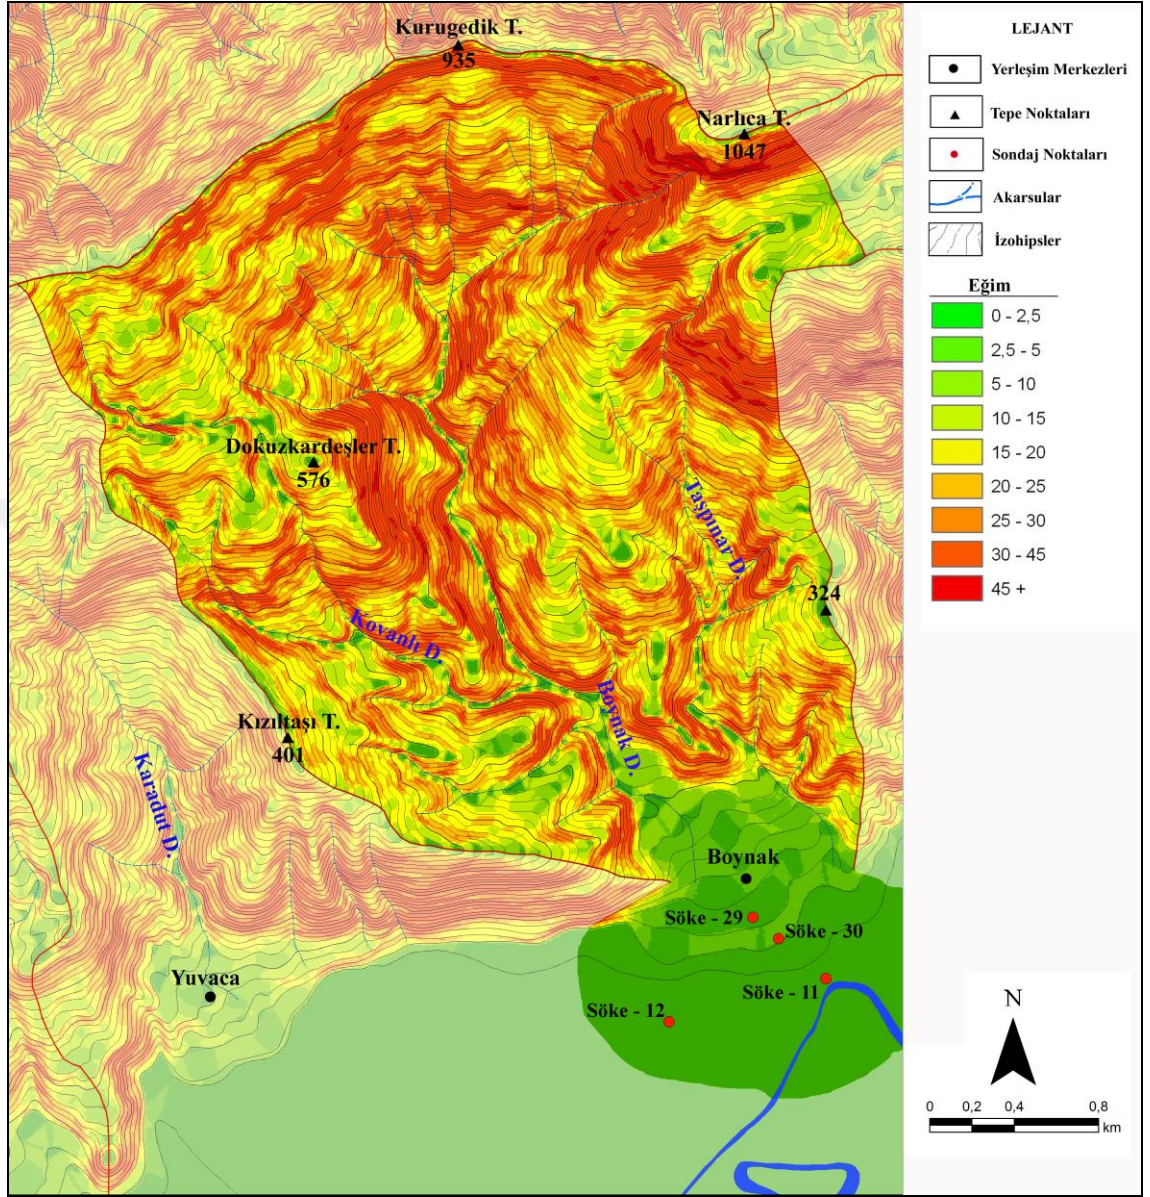 Kurugedik T.
935
Narlıca T.
1047
Dokuzkardeşler T.
576
Taşpınar D.
324
Kovanlı D.
Boynak D.
Kızıltaşı T.
401
Karadut D.
Boynak
Söke - 29
Söke - 30
Yuvaca
Söke - 11
Söke - 12
LEJANT
Yerleşim Merkezleri
Tepe Noktaları
Sondaj Noktaları
Akarsular
İzohipsler
Eğim
0 - 2,5
2,5 - 5
5 - 10
10 - 15
15 - 20
20 - 25
25 - 30
30 - 45
45 +
N
0 0,2 0,4 0,8
km